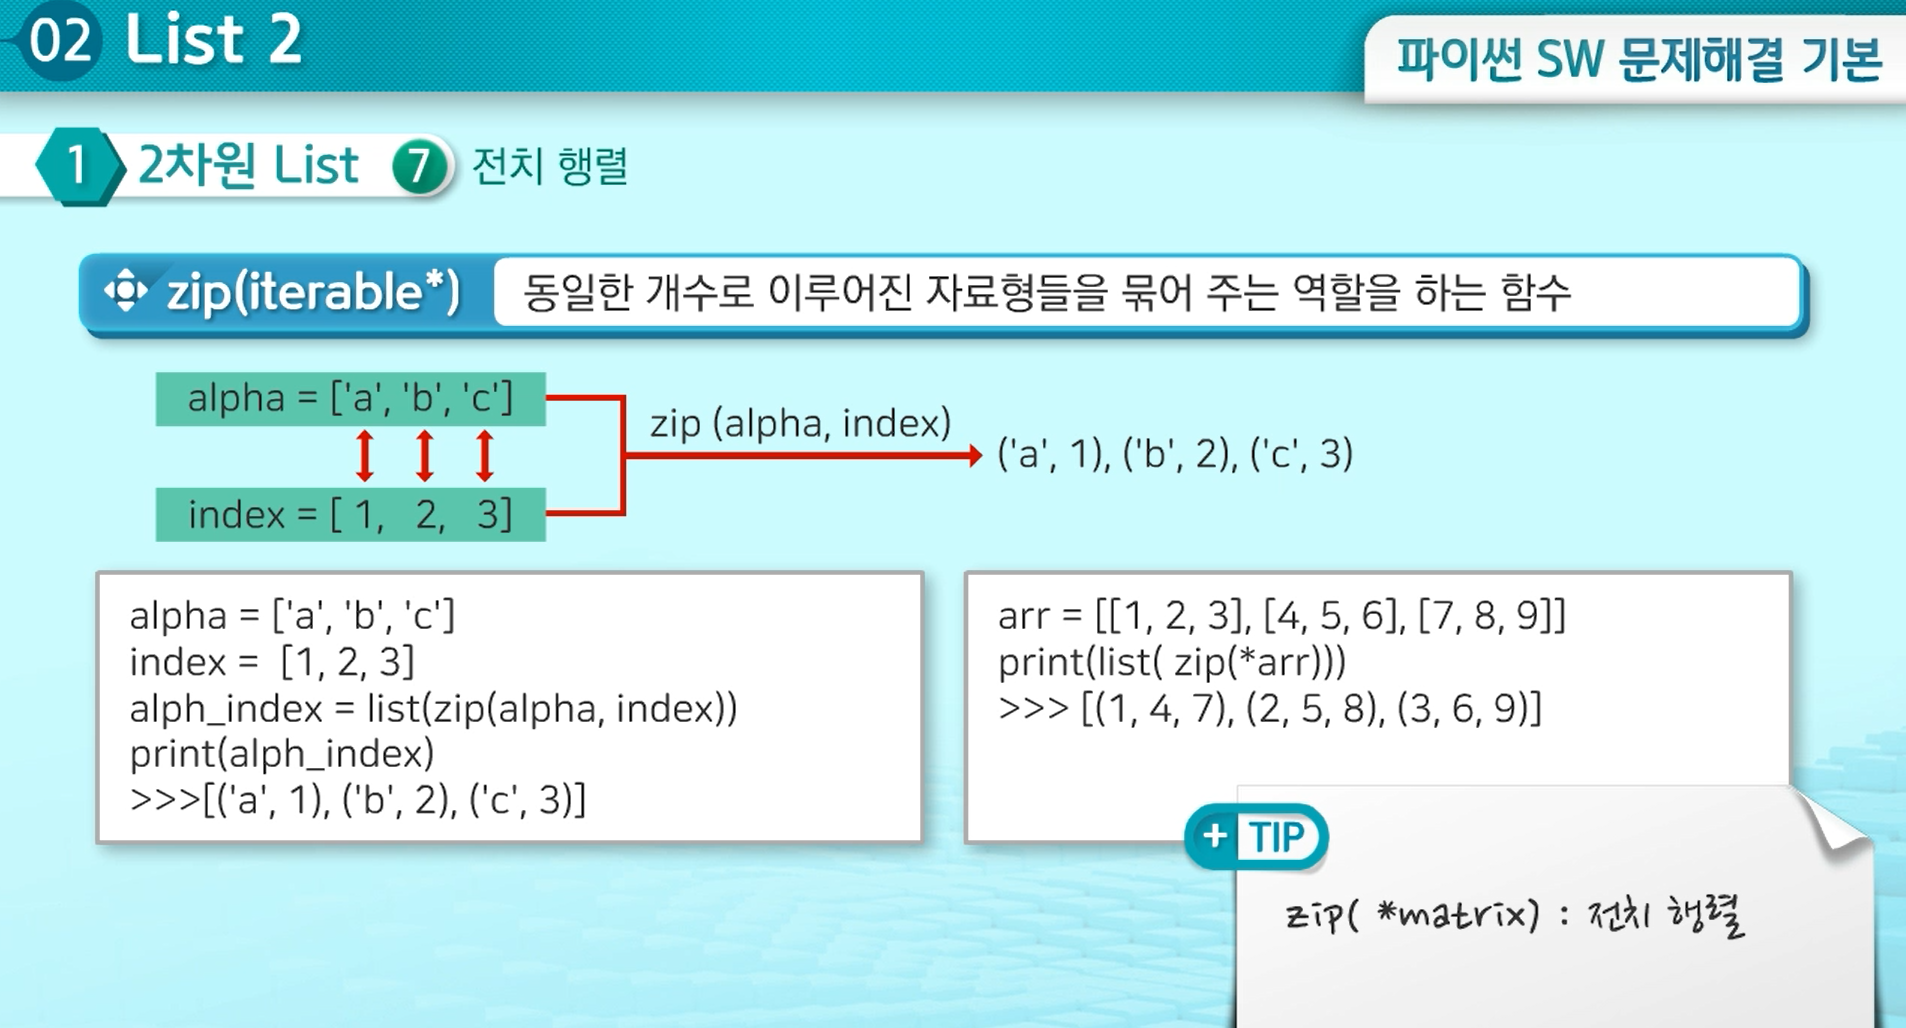 02 List 2
파이썬 SW 문제해결 기본
1 2차원 List 7 전치 행렬
zip(iterable*) 동일한 개수로 이루어진 자료형들을 묶어 주는 역할을 하는 함수
alpha = ['a', 'b', 'c']
zip (alpha, index)
('a', 1), ('b', 2), ('c', 3)
index = [ 1, 2, 3]
alpha = ['a', 'b', 'c']
index = [1, 2, 3]
alph_index = list(zip(alpha, index))
print(alph_index)
>>>[('a', 1), ('b', 2), ('c', 3)]
arr = [[1, 2, 3], [4, 5, 6], [7, 8, 9]]
print(list( zip(*arr)))
>>> [(1, 4, 7), (2, 5, 8), (3, 6, 9)]
+ TIP
zip( *matrix) : 전치 행렬